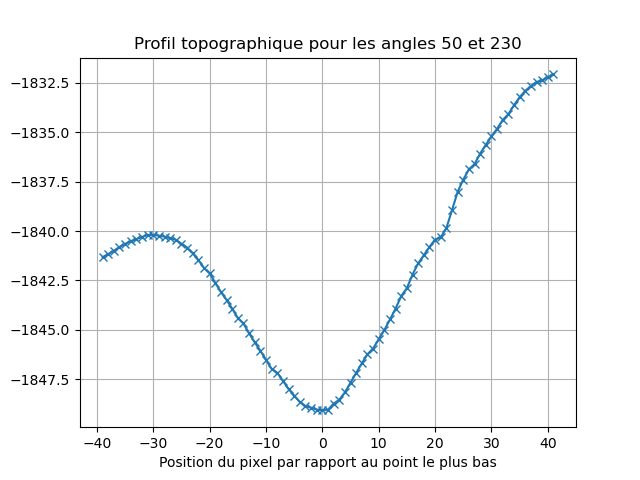 Profil topographique pour les angles 50 et 230
−1832.5
−1835.0
−1837.5
−1840.0
−1842.5
−1845.0
−1847.5
−40 −30 −20 −10 0 10 20 30 40
Position du pixel par rapport au point le plus bas